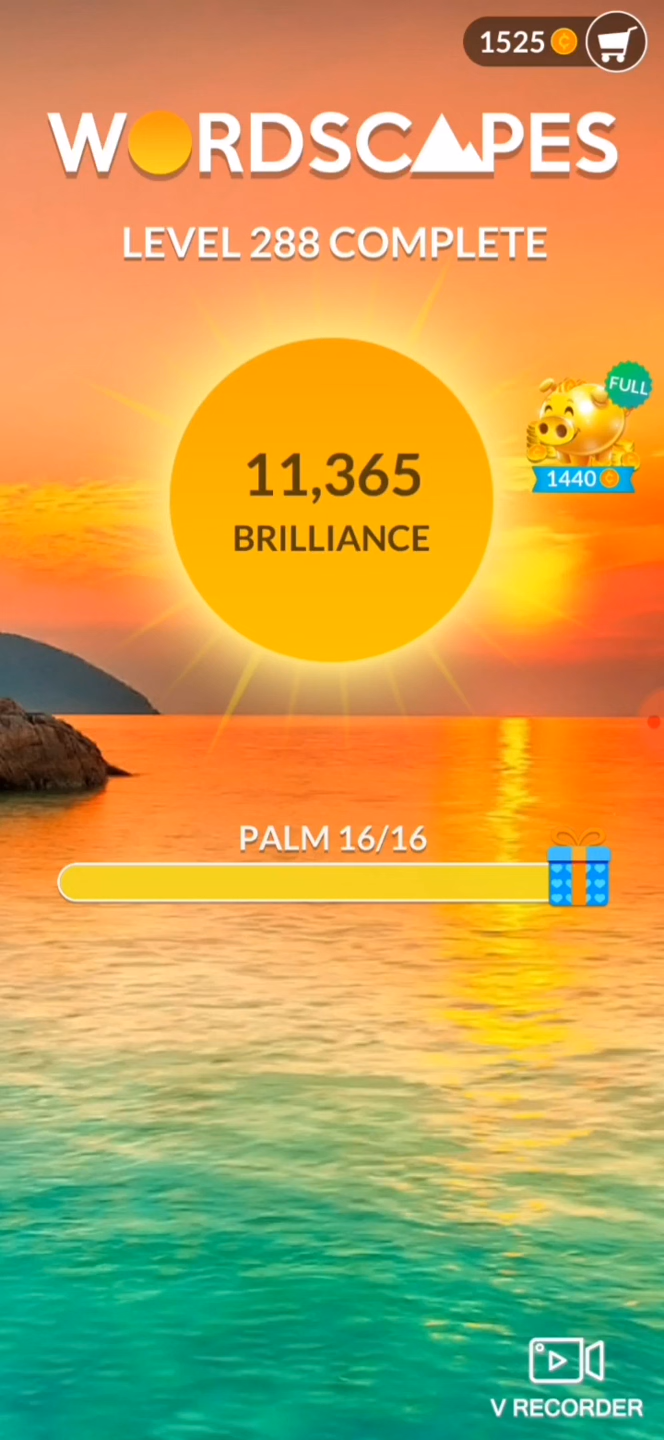 1525
WORDSCAPES
LEVEL 288 COMPLETE
FULL
1440
11,365
BRILLIANCE
PALM 16/16
V RECORDER